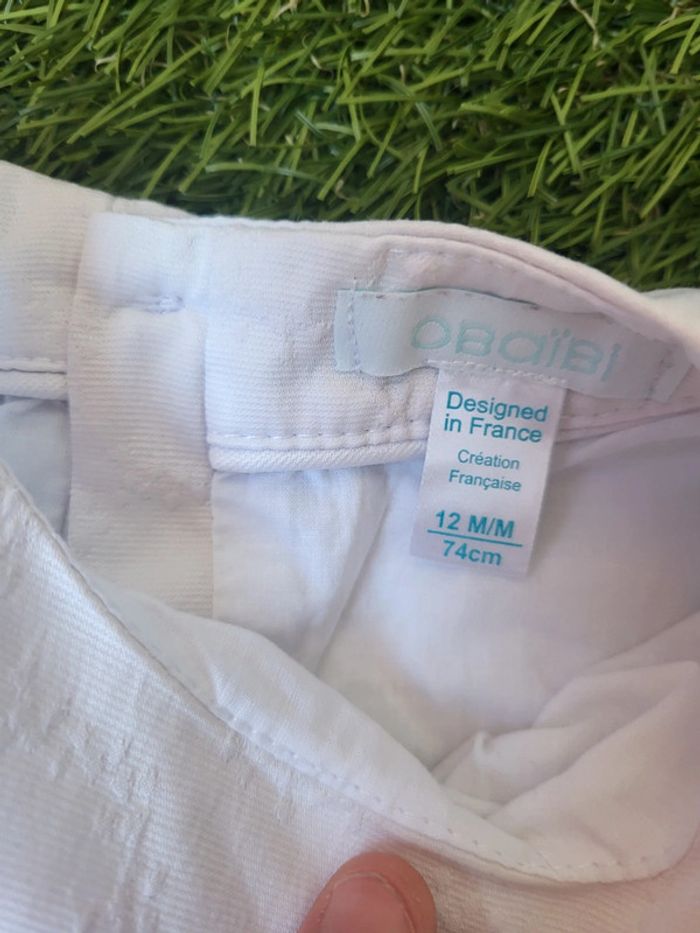 OBaïBi
Designed
in France
Création
Française
12 M/M
74cm